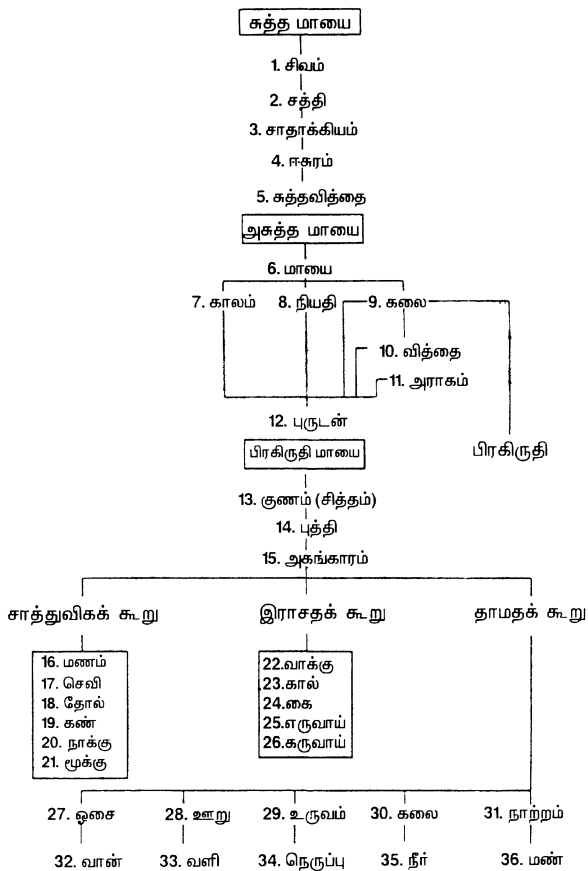 சுத்த மாயை
1. சிவம்
2. சத்தி
3. சாதாக்கியம்
4. ஈசுரம்
5. சுத்தவித்தை
அசுத்த மாயை
6. மாயை
7. காலம் 8. நியதி 9. கலை
10. வித்தை
11. அராகம்
12. புருடன்
பிரகிருதி மாயை பிரகிருதி
13. குணம் (சித்தம்)
14. புத்தி
15. அகங்காரம்
சாத்துவிகக் கூறு இராசதக் கூறு தாமதக் கூறு
16. மணம் 22.வாக்கு
17. செவி 23.கால்
18. தோல் 24.கை
19. கண் 25.எருவாய்
20. நாக்கு 26.கருவாய்
21. மூக்கு
27. ஓசை 28. ஊறு 29. உருவம் 30. கலை 31. நாற்றம்
32. வான் 33. வளி 34. நெருப்பு 35. நீர் 36. மண்